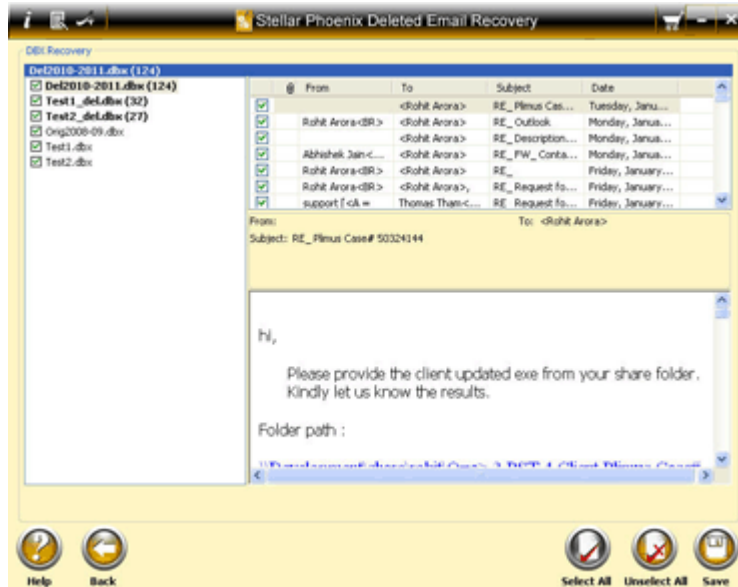 Stellar Phoenix Deleted Email Recovery
DBX Recovery
Del2010-2011.dbx (124)
Del2010-2011.dbx (124)
Test1_del.dbx (32)
Test2_del.dbx (27)
Orig2008-09.dbx
Test1.dbx
Test2.dbx
From To Subject Date
<Rohit Arora> RE_ Plimus Cas... Tuesday, Janu...
Rohit Arora<BR> <Rohit Arora> RE_ Outlook Monday, Janua...
<Rohit Arora> RE_ Description... Monday, Janua...
Abhishek Jain<... <Rohit Arora> RE_ FW_ Conta... Monday, Janua...
Rohit Arora<BR> <Rohit Arora> RE_ Friday, January...
Rohit Arora<BR> <Rohit Arora>, RE_ Request fo... Friday, January...
support [<A = Thomas Tham<... RE_ Request fo... Friday, January...
From: To: <Rohit Arora>
Subject: RE_ Plimus Case# 50324144
hi,
Please provide the client updated exe from your share folder.
Kindly let us know the results.
Folder path :
Help Back Select All Unselect All Save